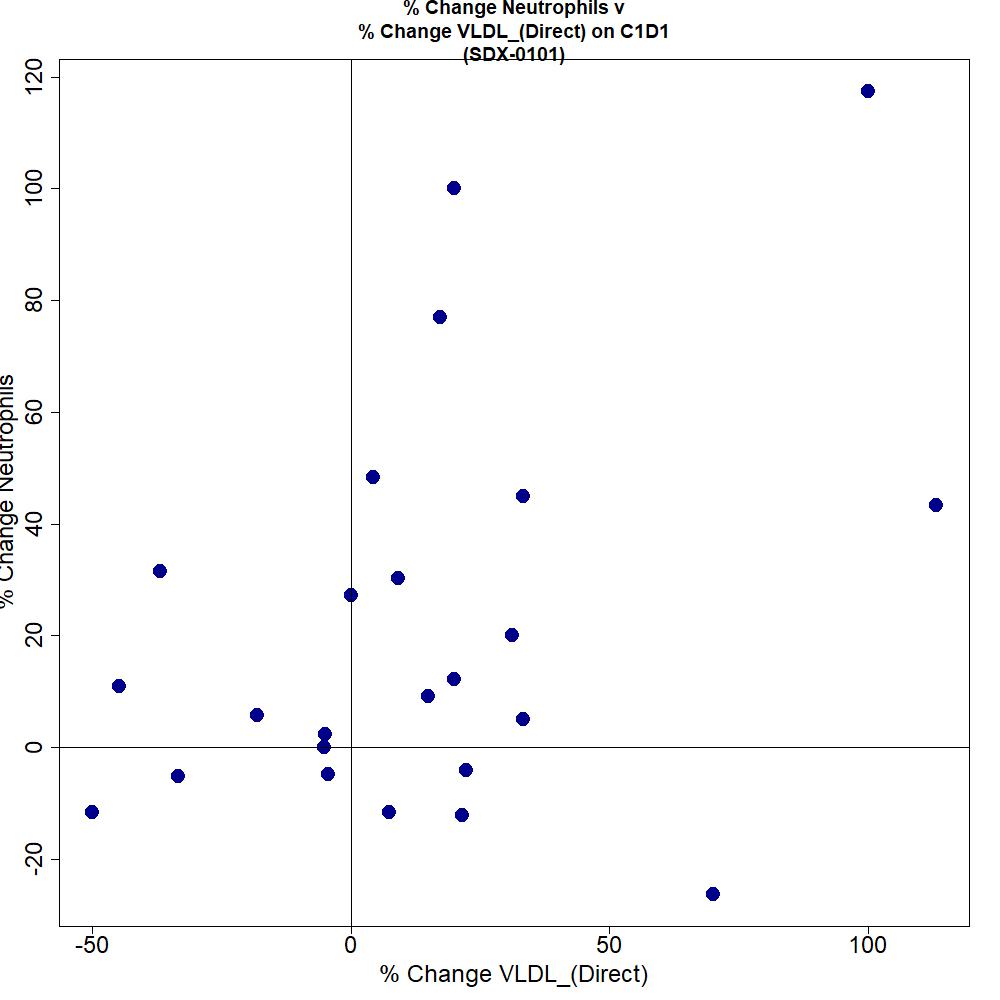 % Change Neutrophils v
% Change VLDL_(Direct) on C1D1
(SDX-0101)
120
100
80
60
40
20
0
-20
% Change Neutrophils
-50
0
50
100
% Change VLDL_(Direct)